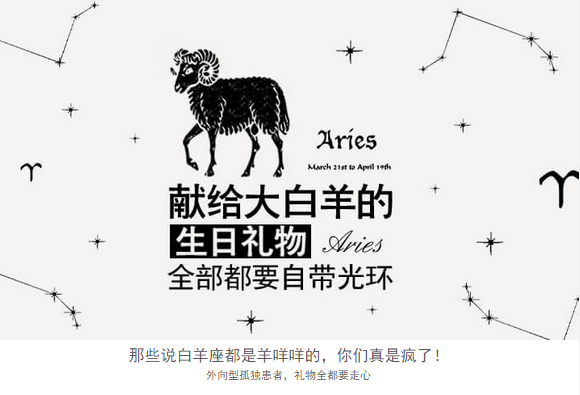 Aries
March 21st to April 19th
献给大白羊的
生日礼物 Aries
全部都要自带光环
那些说白羊座都是羊咩咩的，你们真是疯了！
外向型孤独患者，礼物全都要走心